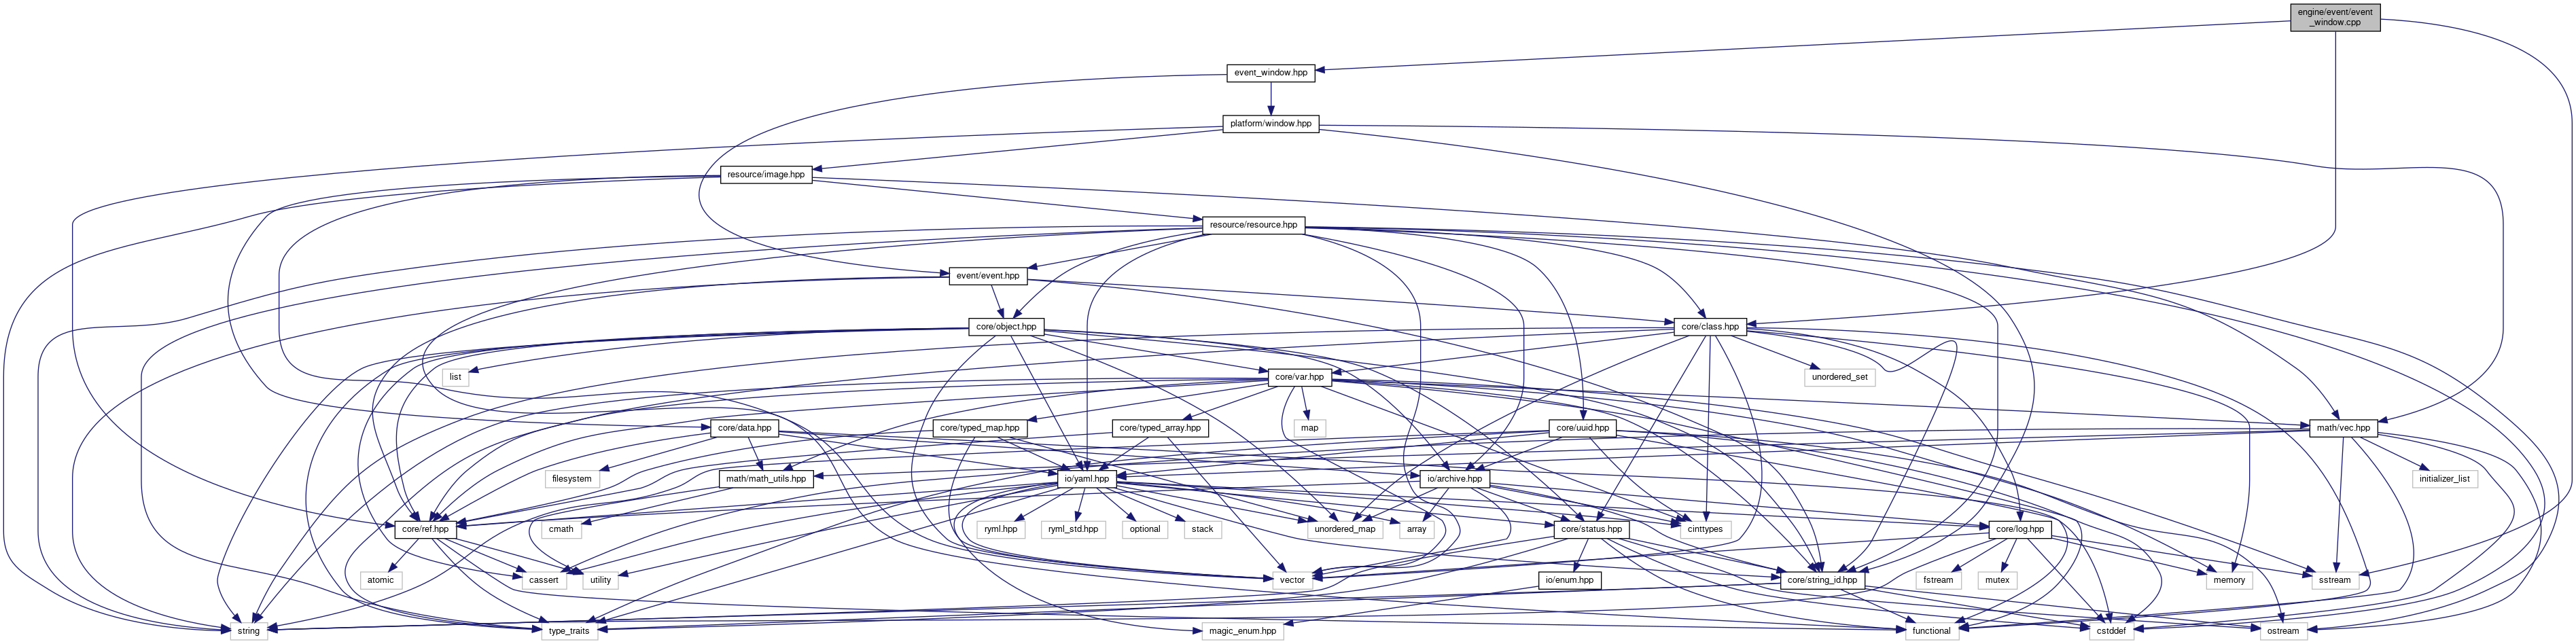 engine/event/event
_window.cpp
event_window.hpp
platform/window.hpp
resource/image.hpp
resource/resource.hpp
event/event.hpp
core/object.hpp
core/class.hpp
list
core/var.hpp
unordered_set
core/data.hpp
core/typed_map.hpp
core/typed_array.hpp
map
core/uuid.hpp
math/vec.hpp
filesystem
math/math_utils.hpp
io/yaml.hpp
io/archive.hpp
initializer_list
core/ref.hpp
cmath
ryml.hpp
ryml_std.hpp
optional
stack
unordered_map
array
core/status.hpp
cinttypes
core/log.hpp
atomic
cassert
utility
vector
io/enum.hpp
core/string_id.hpp
fstream
mutex
memory
sstream
string
type_traits
magic_enum.hpp
functional
cstddef
ostream